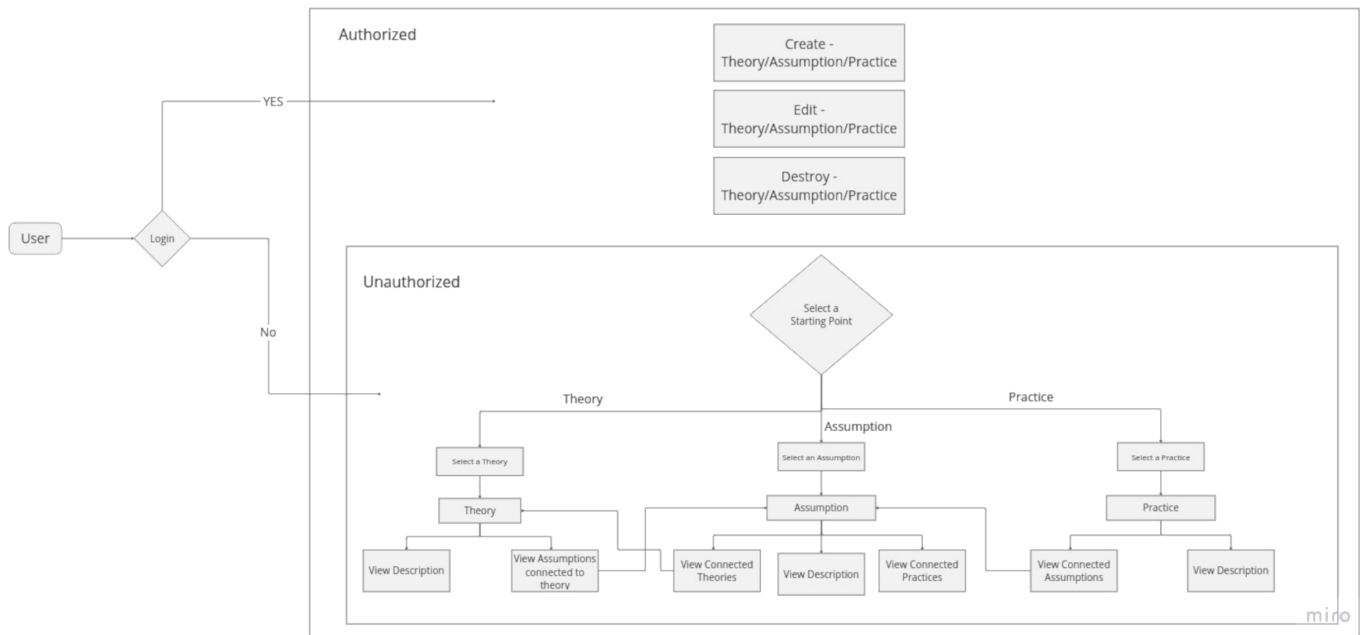 Authorized
Create -
Theory/Assumption/Practice
YES
Edit -
Theory/Assumption/Practice
Destroy -
Theory/Assumption/Practice
User
Login
Unauthorized
Select a
Starting Point
No
Theory
Practice
Assumption
Select a Theory
Select an Assumption
Select a Practice
Theory
Assumption
Practice
View Description
View Assumptions
connected to
theory
View Connected
Theories
View Description
View Connected
Practices
View Connected
Assumptions
View Description
miro